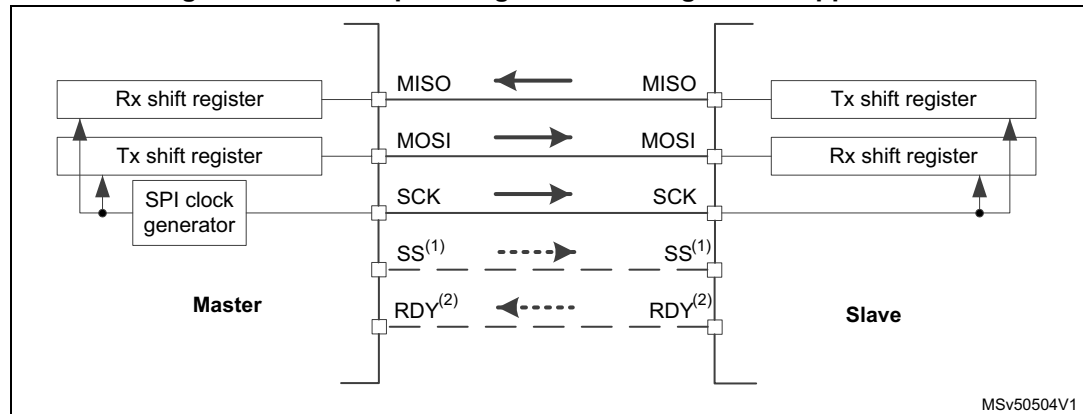 MISO MISO
Rx shift register Tx shift register
MOSI MOSI
Tx shift register Rx shift register
SPI clock
generator
SCK SCK
SS(1) SS(1)
RDY(2) RDY(2)
Master Slave
MSv50504V1